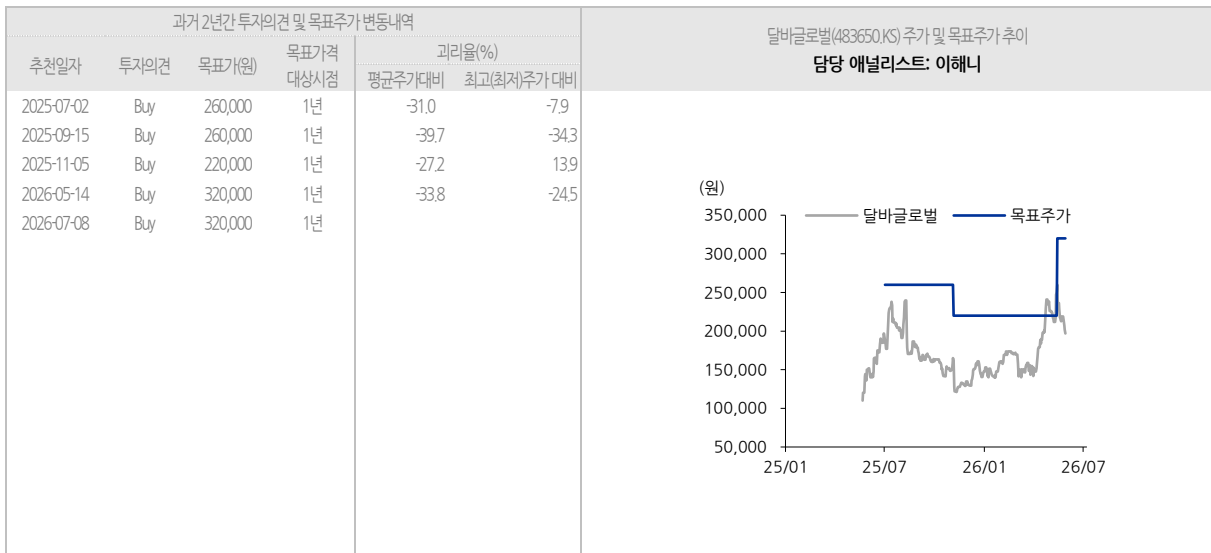 과거 2년간 투자의견 및 목표주가 변동내역
추천일자 투자의견 목표가(원) 목표가격 대상시점 괴리율(%)
평균주가대비 최고(최저)주가 대비
2025-07-02 Buy 260,000 1년 -31.0 -7.9
2025-09-15 Buy 260,000 1년 -39.7 -34.3
2025-11-05 Buy 220,000 1년 -27.2 13.9
2026-05-14 Buy 320,000 1년 -33.8 -24.5
2026-07-08 Buy 320,000 1년
달바글로벌(483650.KS) 주가 및 목표주가 추이
담당 애널리스트: 이해니
(원)
달바글로벌 목표주가
350,000
300,000
250,000
200,000
150,000
100,000
50,000
25/01 25/07 26/01 26/07